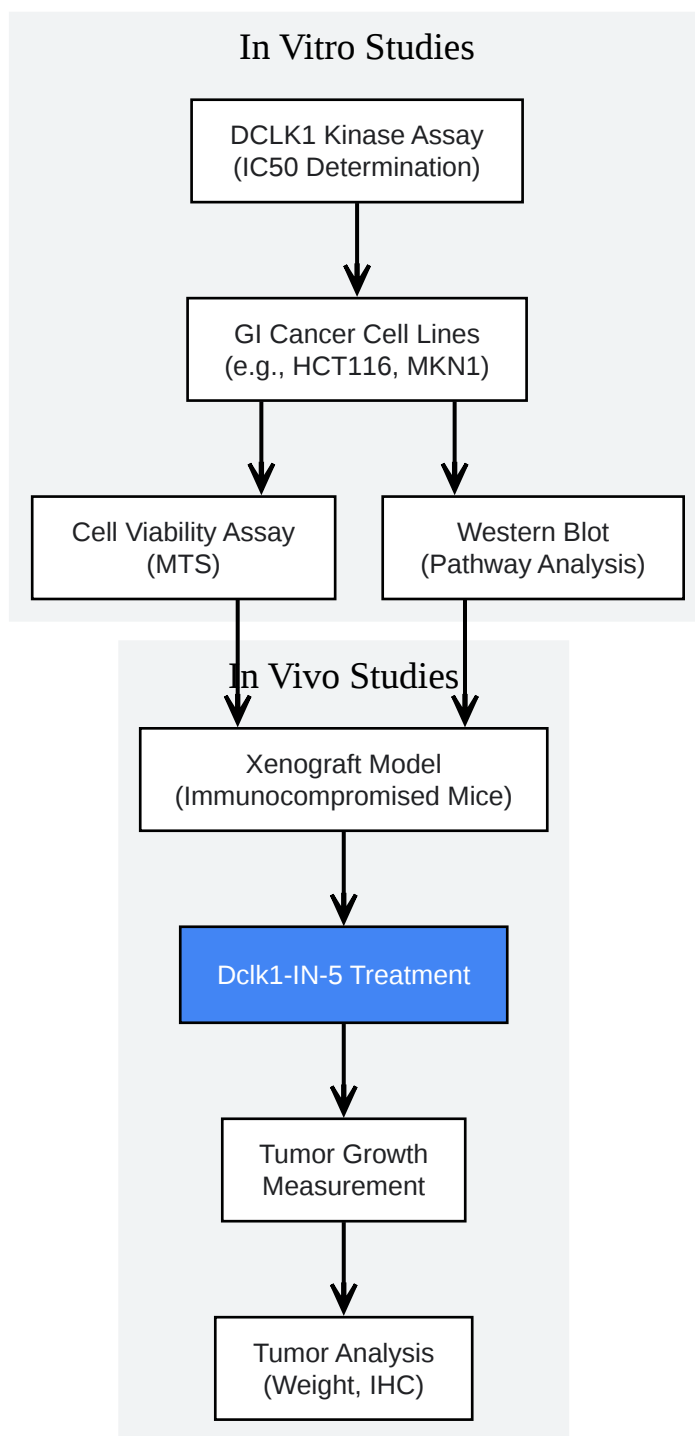 In Vitro Studies
DCLK1 Kinase Assay
(IC50 Determination)
GI Cancer Cell Lines
(e.g., HCT116, MKN1)
Cell Viability Assay
(MTS)
Western Blot
(Pathway Analysis)
In Vivo Studies
Xenograft Model
(Immunocompromised Mice)
Dclk1-IN-5 Treatment
Tumor Growth
Measurement
Tumor Analysis
(Weight, IHC)